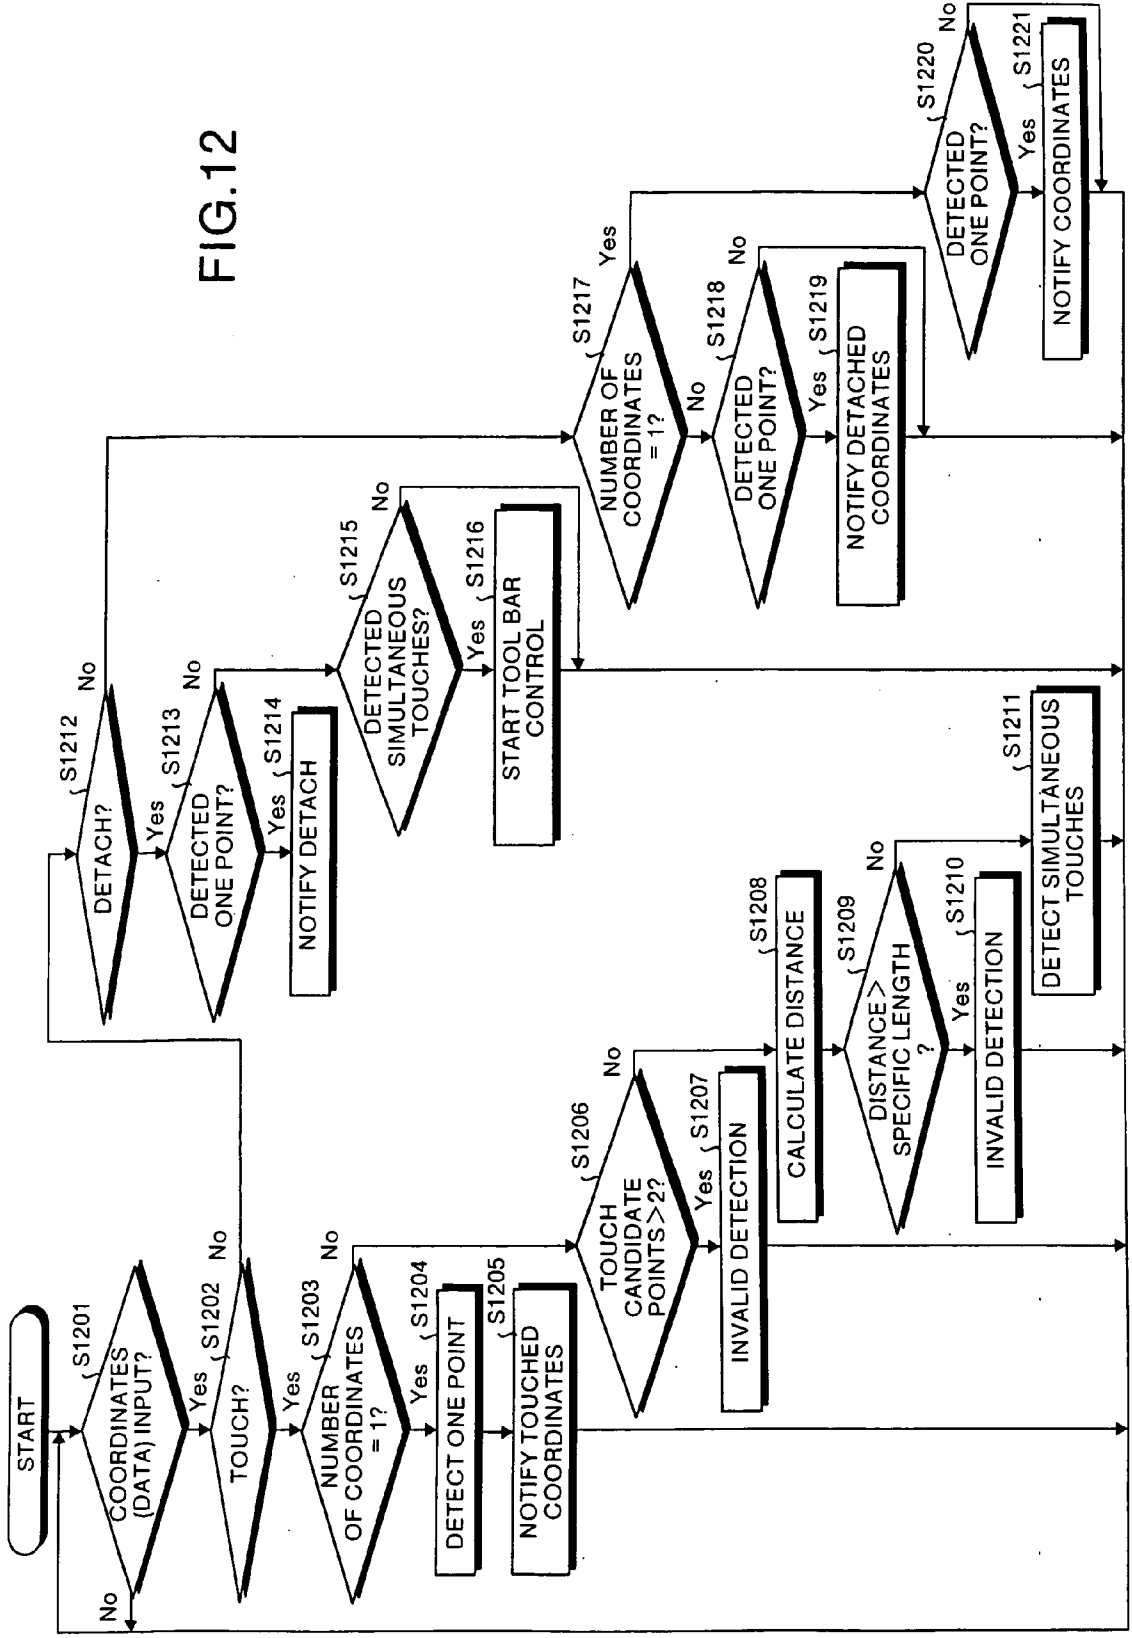 FIG.12
START
S1201
COORDINATES
(DATA) INPUT?
No
Yes
S1202
TOUCH?
No
Yes
S1203
NUMBER
OF COORDINATES
= 1?
No
Yes
S1204
DETECT ONE POINT
S1205
NOTIFY TOUCHED
COORDINATES
S1206
TOUCH
CANDIDATE
POINTS>2?
No
Yes
S1207
INVALID DETECTION
S1208
CALCULATE DISTANCE
S1209
DISTANCE>
SPECIFIC LENGTH
?
No
Yes
S1210
INVALID DETECTION
S1211
DETECT SIMULTANEOUS
TOUCHES
S1212
DETACH?
No
Yes
S1213
DETECTED
ONE POINT?
No
Yes
S1214
NOTIFY DETACH
S1215
DETECTED
SIMULTANEOUS
TOUCHES?
No
Yes
S1216
START TOOL BAR
CONTROL
S1217
NUMBER OF
COORDINATES
= 1?
Yes
No
S1218
DETECTED
ONE POINT?
No
Yes
S1219
NOTIFY DETACHED
COORDINATES
S1220
DETECTED
ONE POINT?
No
Yes
S1221
NOTIFY COORDINATES